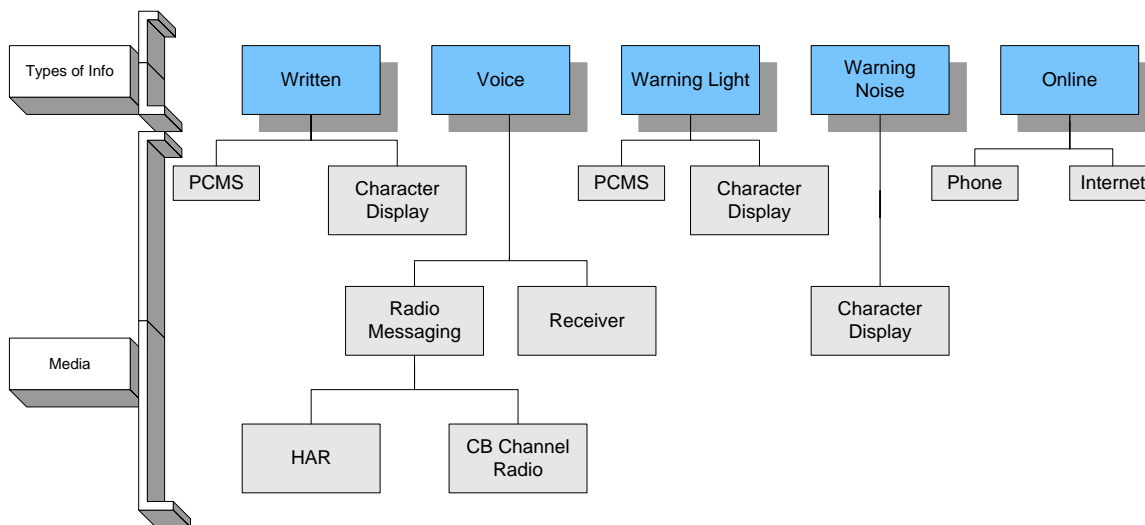 Types of Info
Written
Voice
Warning Light
Warning
Noise
Online
PCMS
Character
Display
PCMS
Character
Display
Phone
Internet
Radio
Messaging
Receiver
Character
Display
Media
HAR
CB Channel
Radio